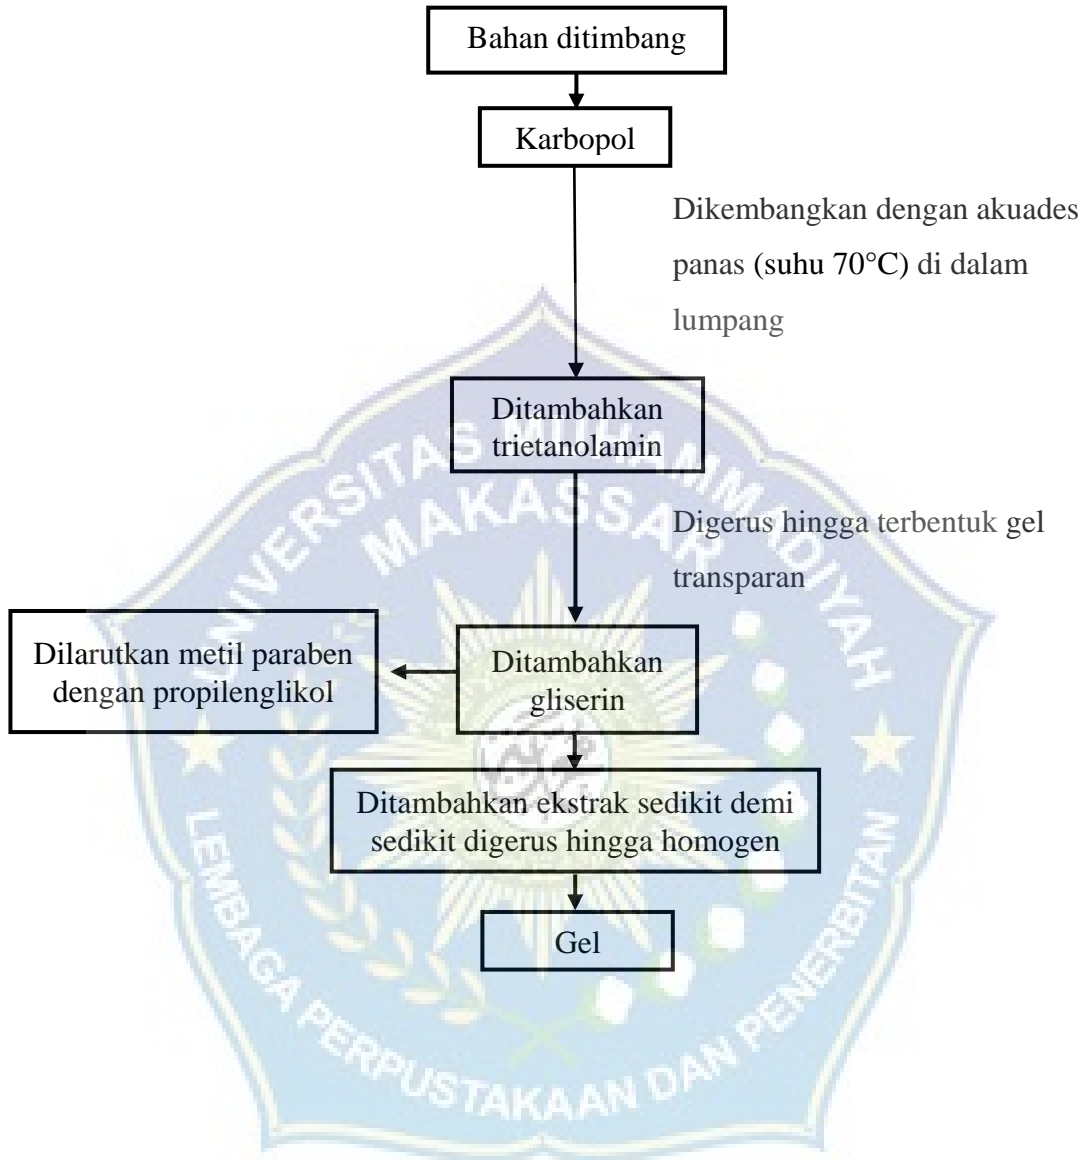 Bahan ditimbang
Karbopol
Dikembangkan dengan akuades
panas (suhu 70°C) di dalam
lumpang
Ditambahkan
trietanolamin
Digerus hingga terbentuk gel
transparan
Dilarutkan metil paraben
dengan propilenglikol
Ditambahkan
gliserin
Ditambahkan ekstrak sedikit demi
sedikit digerus hingga homogen
Gel
UNIVERSITAS MUHAMMADIYAH
MAKASSAR
LEMBAGA PERPUSTAKAAN DAN PENERBITAN